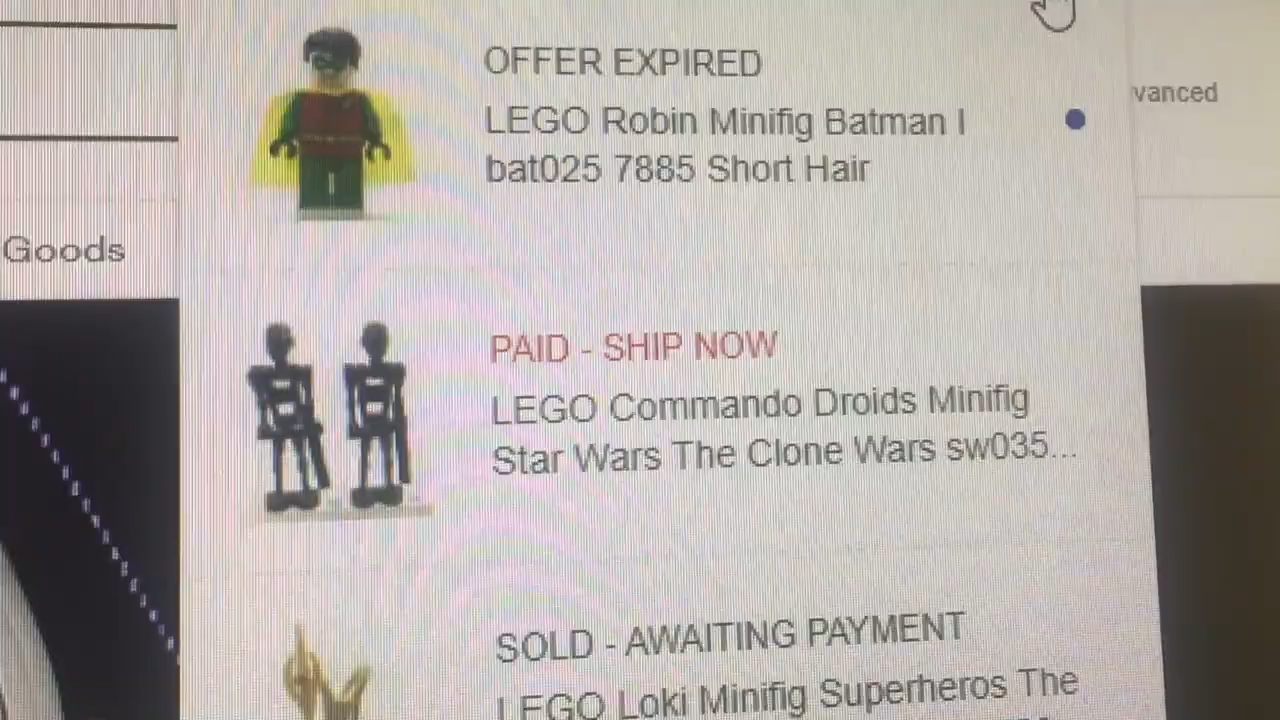 OFFER EXPIRED
vanced
LEGO Robin Minifig Batman I
bat025 7885 Short Hair
Goods
PAID - SHIP NOW
LEGO Commando Droids Minifig
Star Wars The Clone Wars sw035...
SOLD - AWAITING PAYMENT
LEGO Loki Minifig Superheros The